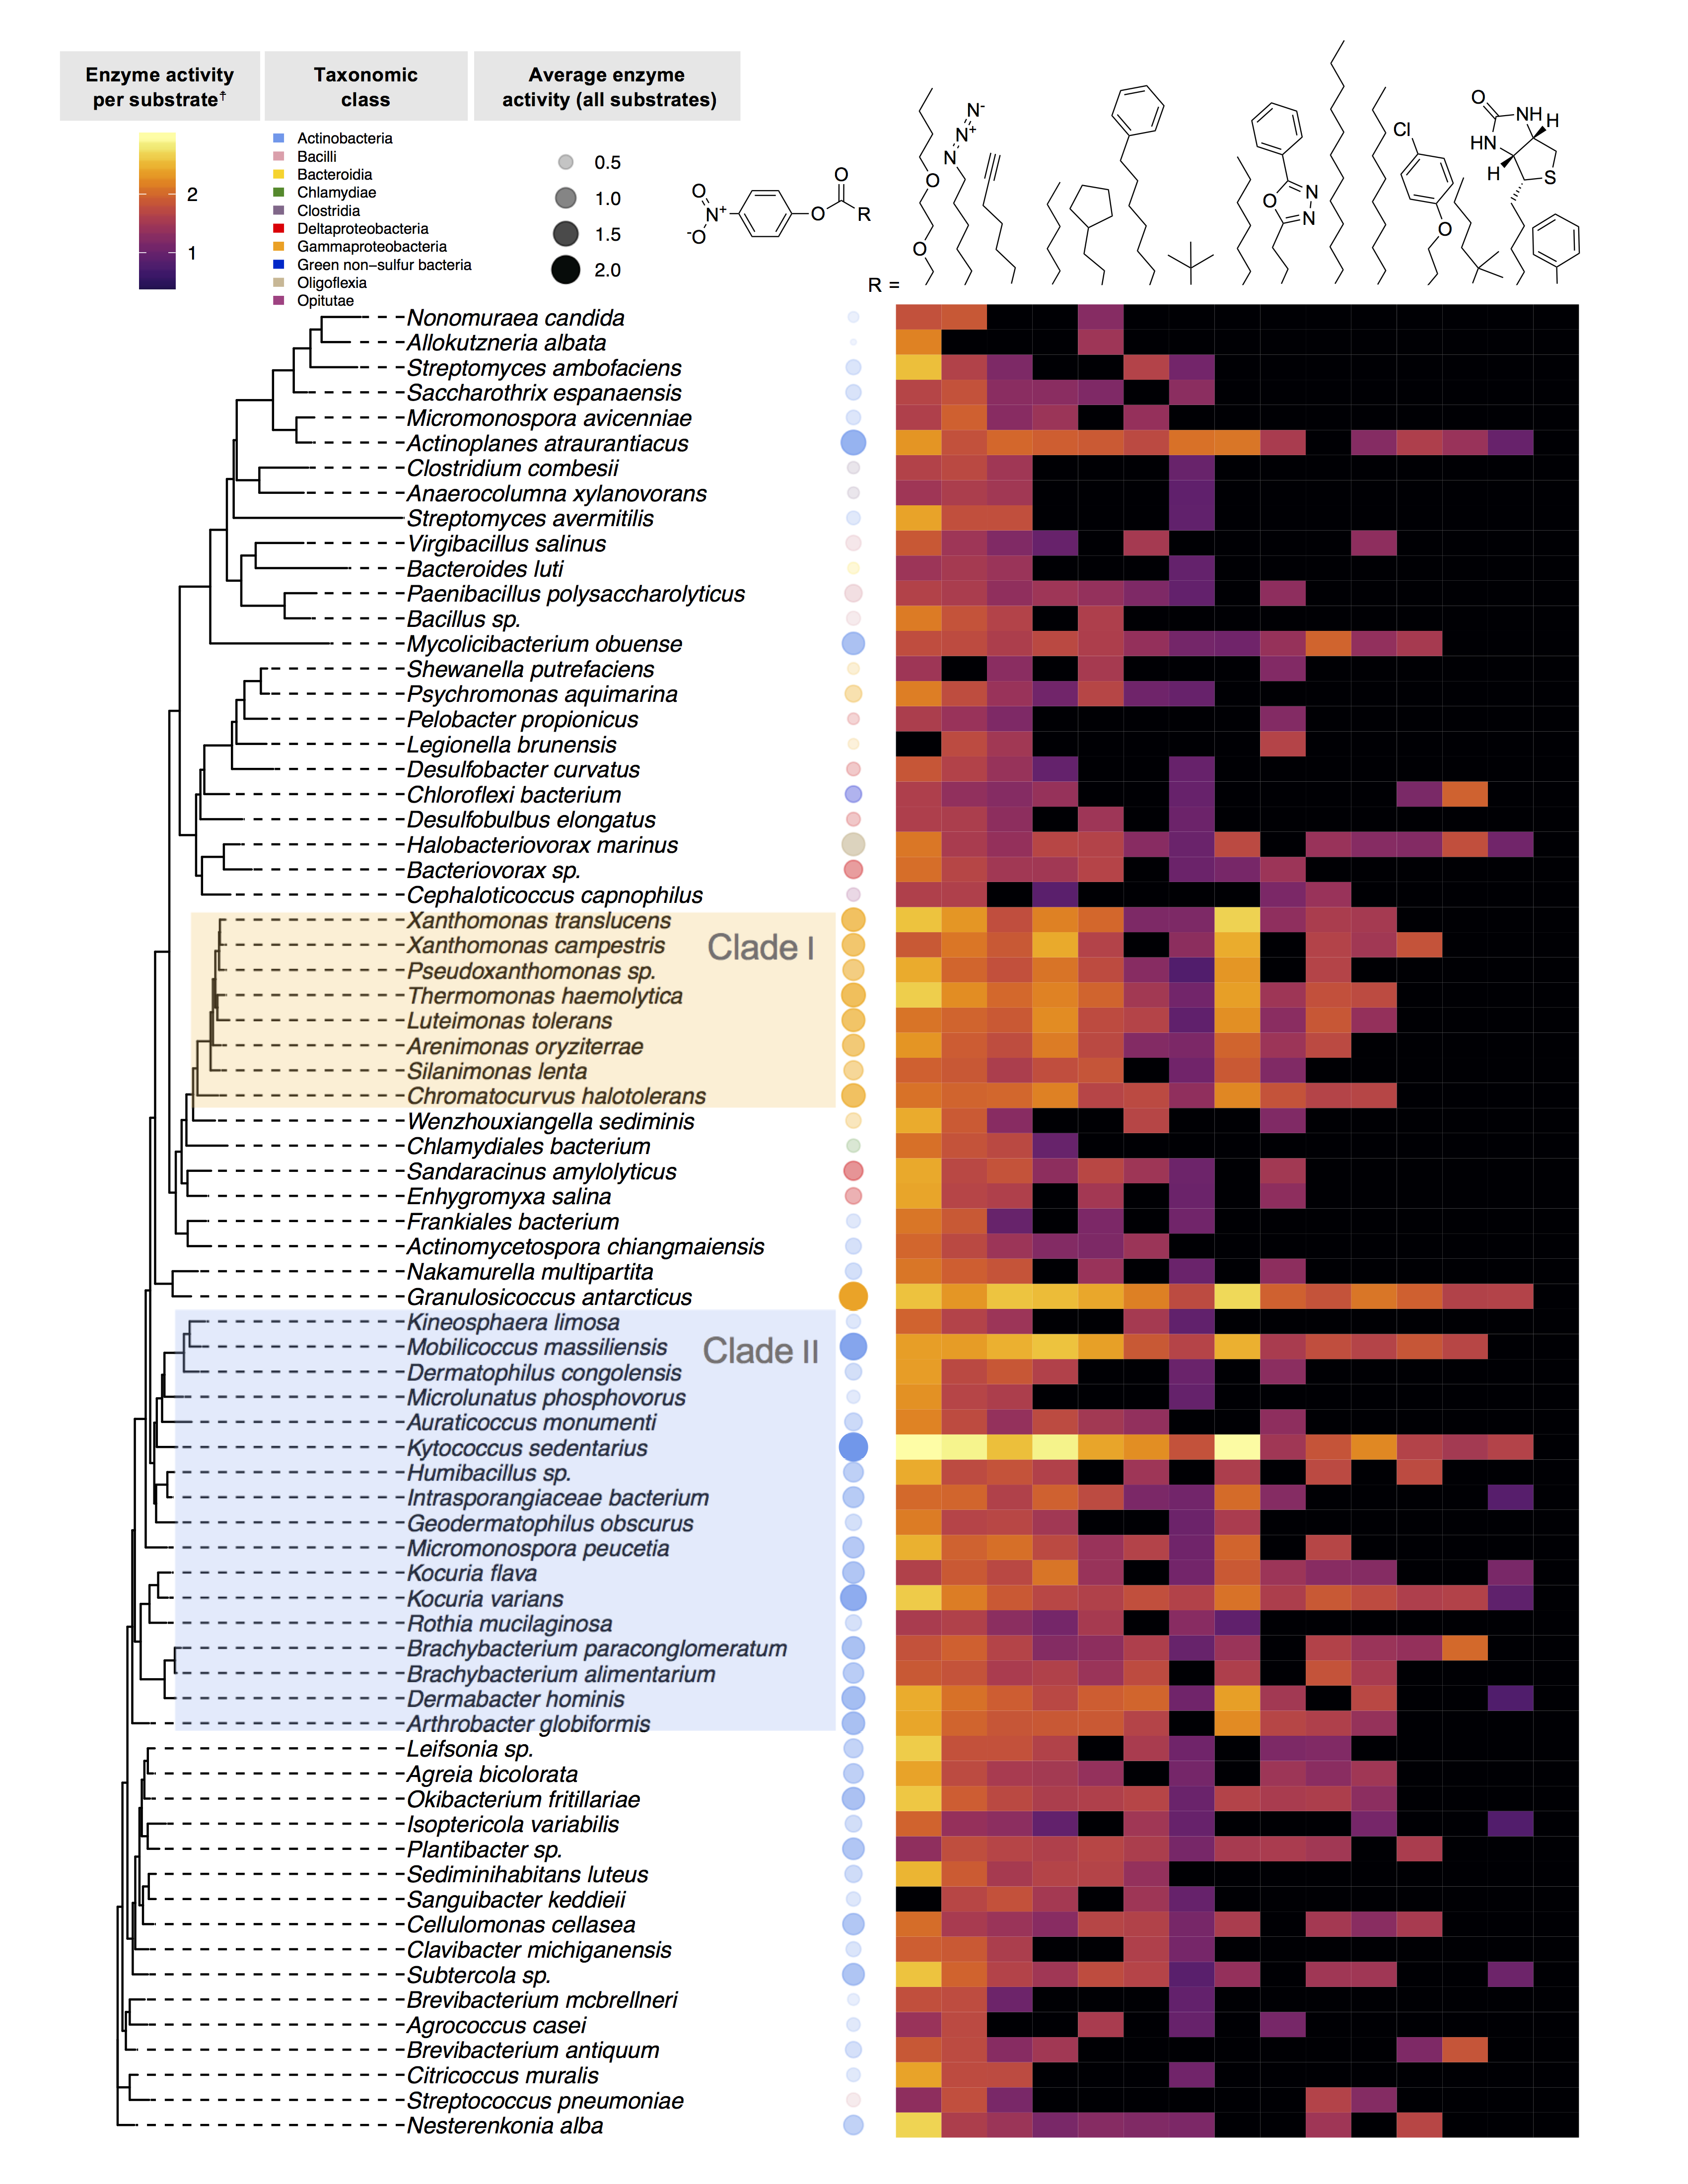 Enzyme activity
per substrate†
Taxonomic
class
Average enzyme
activity (all substrates)
2
1
Actinobacteria
Bacilli
Bacteroidia
Chlamydiae
Clostridia
Deltaproteobacteria
Gammaproteobacteria
Green non−sulfur bacteria
Oligoflexia
Opitutae
0.5
1.0
1.5
2.0
O
N+
-O
O
O
R
R =
O
O
N-
N+
N
O
N
N
Cl
O
O
NH
H
HN
H
S
Nonomuraea candida
Allokutzneria albata
Streptomyces ambofaciens
Saccharothrix espanaensis
Micromonospora avicenniae
Actinoplanes atraurantiacus
Clostridium combesii
Anaerocolumna xylanovorans
Streptomyces avermitilis
Virgibacillus salinus
Bacteroides luti
Paenibacillus polysaccharolyticus
Bacillus sp.
Mycolicibacterium obuense
Shewanella putrefaciens
Psychromonas aquimarina
Pelobacter propionicus
Legionella brunensis
Desulfobacter curvatus
Chloroflexi bacterium
Desulfobulbus elongatus
Halobacteriovorax marinus
Bacteriovorax sp.
Cephaloticoccus capnophilus
Xanthomonas translucens
Clade I
Xanthomonas campestris
Pseudoxanthomonas sp.
Thermomonas haemolytica
Luteimonas tolerans
Arenimonas oryziterrae
Silanimonas lenta
Chromatocurvus halotolerans
Wenzhouxiangella sediminis
Chlamydiales bacterium
Sandaracinus amylolyticus
Enhygromyxa salina
Frankiales bacterium
Actinomycetospora chiangmaiensis
Nakamurella multipartita
Granulosicoccus antarcticus
Kineosphaera limosa
Mobilicoccus massiliensis
Clade II
Dermatophilus congolensis
Microlunatus phosphovorus
Auraticoccus monumenti
Kytococcus sedentarius
Humibacillus sp.
Intrasporangiaceae bacterium
Geodermatophilus obscurus
Micromonospora peucetia
Kocuria flava
Kocuria varians
Rothia mucilaginosa
Brachybacterium paraconglomeratum
Brachybacterium alimentarium
Dermabacter hominis
Arthrobacter globiformis
Leifsonia sp.
Agreia bicolorata
Okibacterium fritillariae
Isoptericola variabilis
Plantibacter sp.
Sediminihabitans luteus
Sanguibacter keddieii
Cellulomonas cellasea
Clavibacter michiganensis
Subtercola sp.
Brevibacterium mcbrellneri
Agrococcus casei
Brevibacterium antiquum
Citricoccus muralis
Streptococcus pneumoniae
Nesterenkonia alba